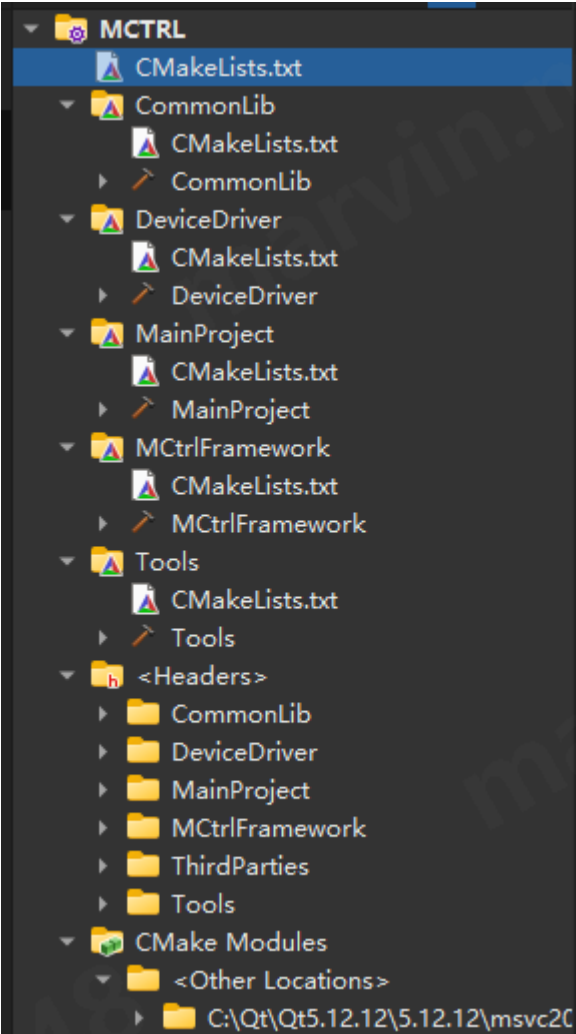 MCTRL
CMakeLists.txt
CommonLib
CMakeLists.txt
CommonLib
DeviceDriver
CMakeLists.txt
DeviceDriver
MainProject
CMakeLists.txt
MainProject
MCtrlFramework
CMakeLists.txt
MCtrlFramework
Tools
CMakeLists.txt
Tools
<Headers>
CommonLib
DeviceDriver
MainProject
MCtrlFramework
ThirdParties
Tools
CMake Modules
<Other Locations>
C:\Qt\Qt5.12.12\5.12.12\msvc20